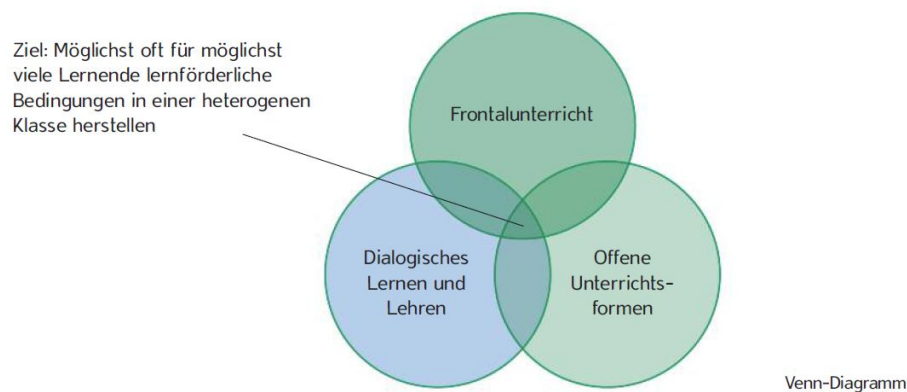 Ziel: Möglichst oft für möglichst
viele Lernende lernförderliche
Bedingungen in einer heterogenen
Klasse herstellen
Frontalunterricht
Dialogisches
Lernen und
Lehren
Offene
Unterrichts-
formen
Venn-Diagramm